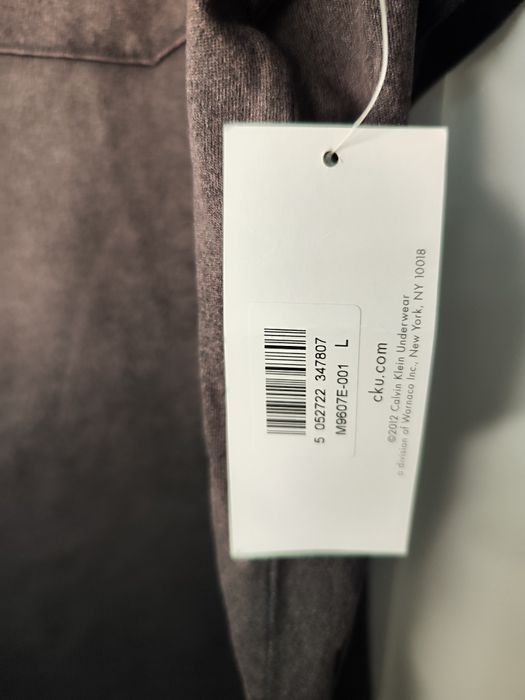 5 052722 347807
M9607E-001 L
cku.com
©2012 Calvin Klein Underwear
a division of Warnaco Inc., New York, NY 10018